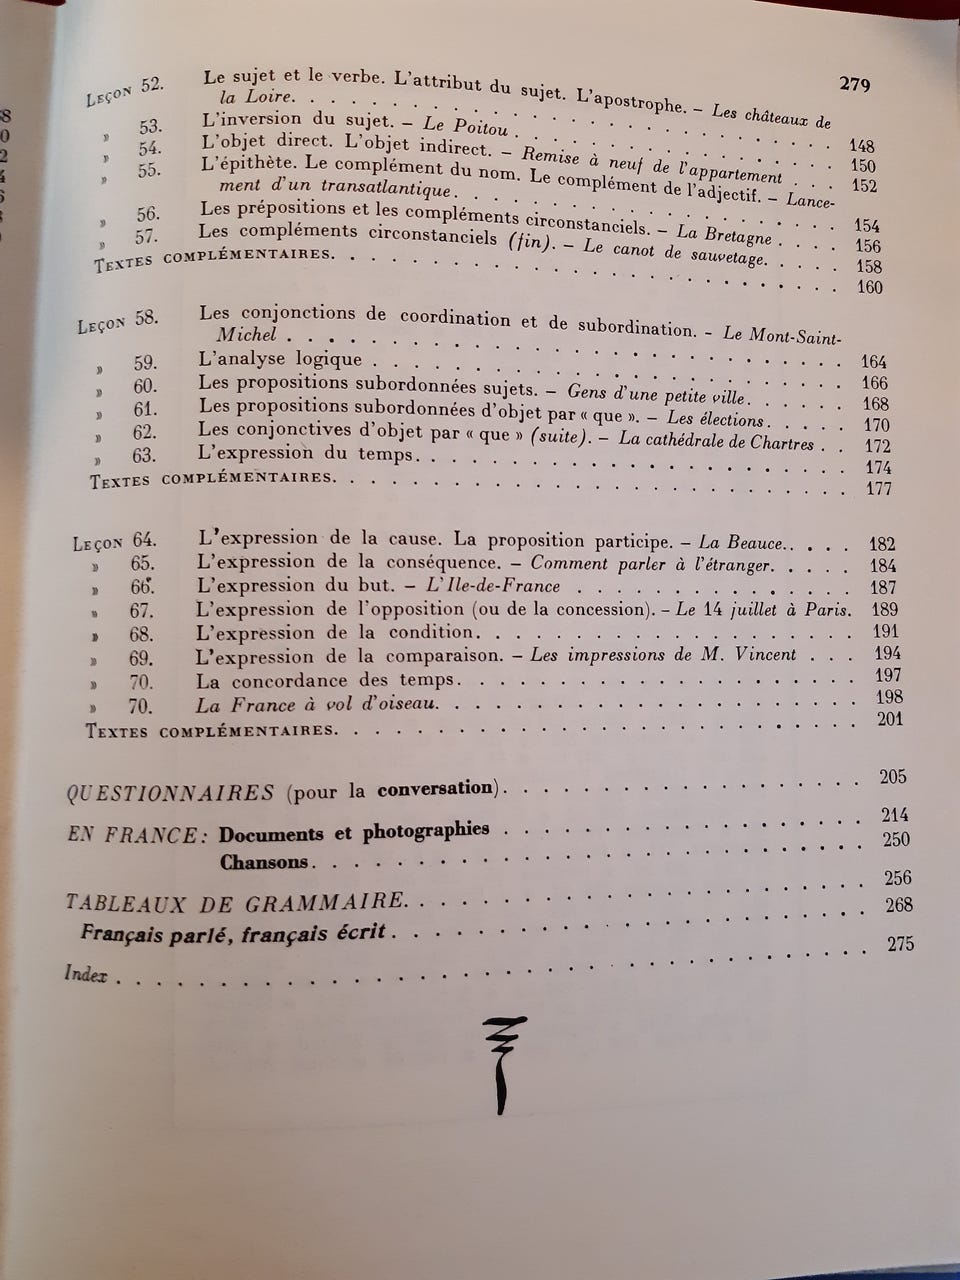 279
Leçon 52. Le sujet et le verbe. L'attribut du sujet. L'apostrophe. – Les châteaux de
la Loire. . . . . . . . . . . . . . . . . . . . . . 148
» 53. L'inversion du sujet. – Le Poitou . . . . . . . . . . . . 150
» 54. L'objet direct. L'objet indirect. – Remise à neuf de l'appartement . . . 152
» 55. L'épithète. Le complément du nom. Le complément de l'adjectif. – Lance-
ment d'un transatlantique. . . . . . . . . . . . . . . 154
» 56. Les prépositions et les compléments circonstanciels. – La Bretagne . . . . 156
» 57. Les compléments circonstanciels (fin). – Le canot de sauvetage. . . . . 158
Textes complémentaires. . . . . . . . . . . . . . . . . . . 160
Leçon 58. Les conjonctions de coordination et de subordination. – Le Mont-Saint-
Michel . . . . . . . . . . . . . . . . . . . . . . 164
» 59. L'analyse logique . . . . . . . . . . . . . . . . . . 166
» 60. Les propositions subordonnées sujets. – Gens d'une petite ville. . . . . . 168
» 61. Les propositions subordonnées d'objet par « que ». – Les élections. . . . . 170
» 62. Les conjonctives d'objet par « que » (suite). – La cathédrale de Chartres . . 172
» 63. L'expression du temps. . . . . . . . . . . . . . . . . 174
Textes complémentaires. . . . . . . . . . . . . . . . . . . 177
Leçon 64. L'expression de la cause. La proposition participe. – La Beauce.. . . . 182
» 65. L'expression de la conséquence. – Comment parler à l'étranger. . . . . 184
» 66. L'expression du but. – L'Ile-de-France . . . . . . . . . . . 187
» 67. L'expression de l'opposition (ou de la concession). – Le 14 juillet à Paris. 189
» 68. L'expression de la condition. . . . . . . . . . . . . . . 191
» 69. L'expression de la comparaison. – Les impressions de M. Vincent . . . 194
» 70. La concordance des temps. . . . . . . . . . . . . . . . 197
» 70. La France à vol d'oiseau. . . . . . . . . . . . . . . . . 198
Textes complémentaires. . . . . . . . . . . . . . . . . . . 201
QUESTIONNAIRES (pour la conversation). . . . . . . . . . . . . . 205
EN FRANCE : Documents et photographies . . . . . . . . . . . . . . 214
Chansons. . . . . . . . . . . . . . . . . . . . . . 250
TABLEAUX DE GRAMMAIRE. . . . . . . . . . . . . . . . . . 256
Français parlé, français écrit . . . . . . . . . . . . . . . . . . 268
Index . . . . . . . . . . . . . . . . . . . . . . . . . . . 275